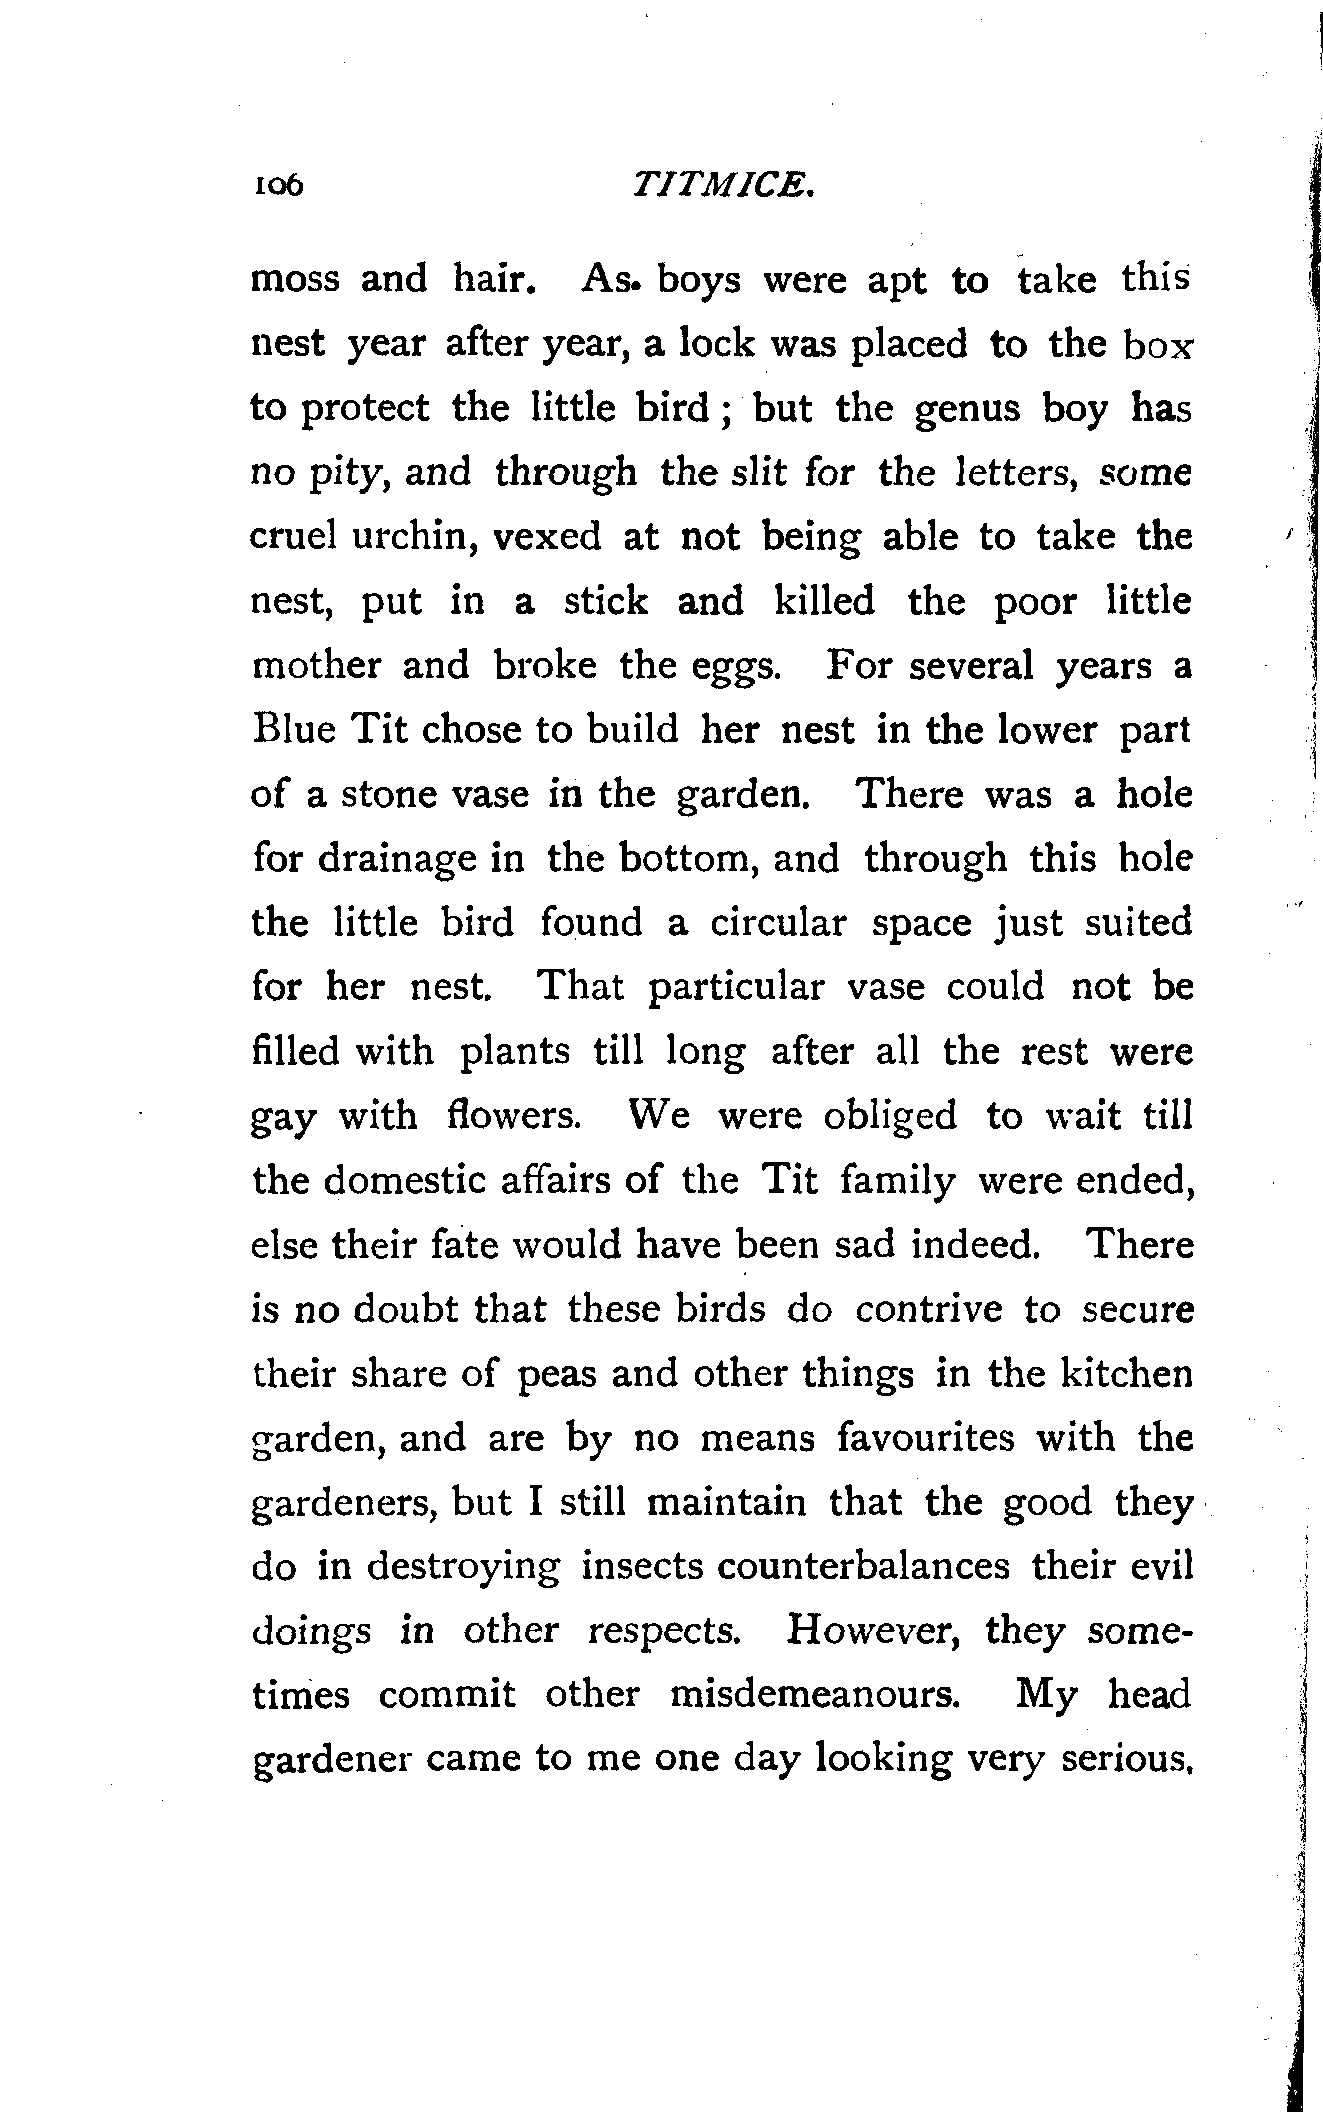 106 TITMICE.
moss and hair. As. boys were apt to take this
nest year after year, a lock was placed to the box
to protect the little bird ; but the genus boy has
no pity, and through the slit for the letters, some
cruel urchin, vexed at not being able to take the
nest, put in a stick and killed the poor little
mother and broke the eggs. For several years a
Blue Tit chose to build her nest in the lower part
of a stone vase in the garden. There was a hole
for drainage in the bottom, and through this hole
the little bird found a circular space just suited
for her nest. That particular vase could not be
filled with plants till long after all the rest were
gay with flowers. We were obliged to wait till
the domestic affairs of the Tit family were ended,
else their fate would have been sad indeed. There
is no doubt that these birds do contrive to secure
their share of peas and other things in the kitchen
garden, and are by no means favourites with the
gardeners, but I still maintain that the good they
do in destroying insects counterbalances their evil
doings in other respects. However, they some-
times commit other misdemeanours. My head
gardener came to me one day looking very serious,